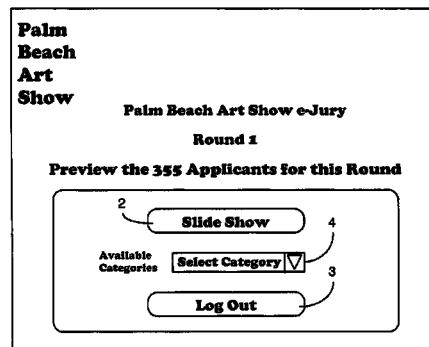 Palm
Beach
Art
Show
Palm Beach Art Show e-Jury
Round 1
Preview the 355 Applicants for this Round
2
Slide Show
4
Available
Categories
Select Category
3
Log Out